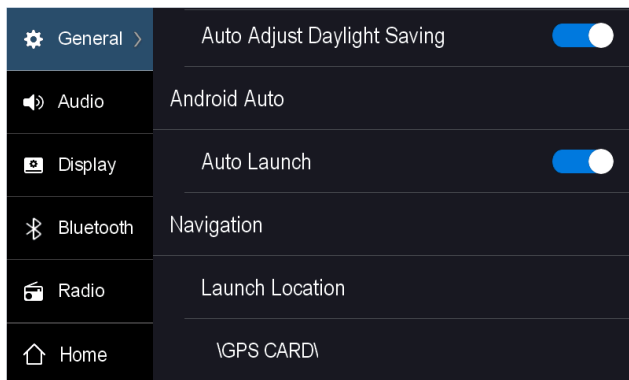 General
Audio
Display
Bluetooth
Radio
Home
Auto Adjust Daylight Saving
Android Auto
Auto Launch
Navigation
Launch Location
\GPS CARD\